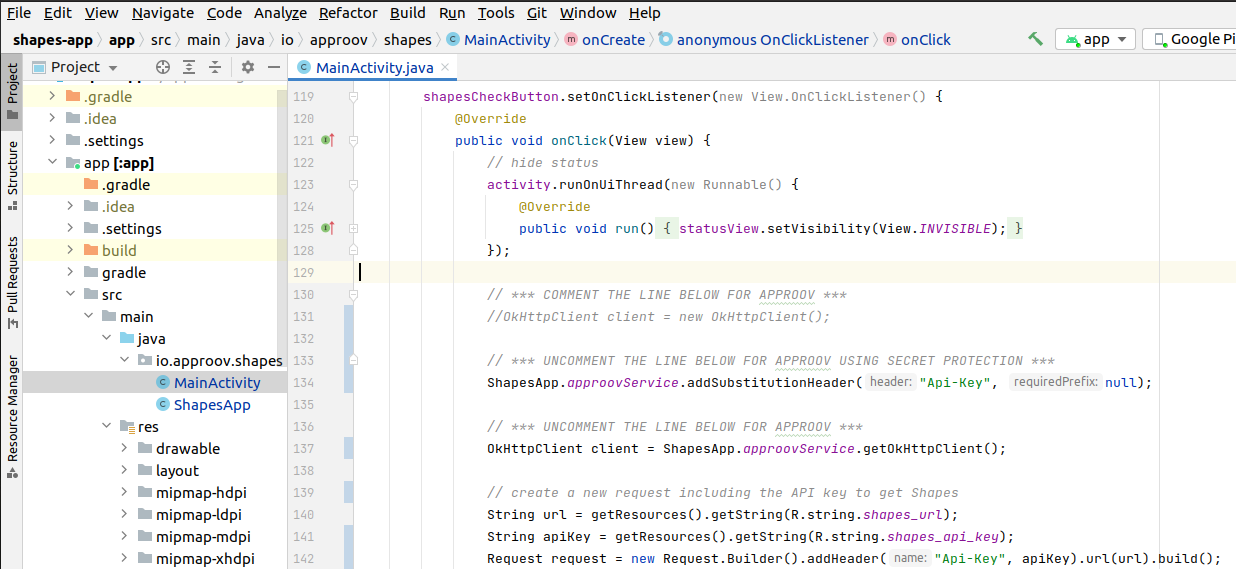 File Edit View Navigate Code Analyze Refactor Build Run Tools Git Window Help
shapes-app app src main java io approov shapes MainActivity onCreate anonymous OnClickListener onClick app Google Pi
Project
MainActivity.java
Project
Structure
Pull Requests
Resource Manager
.gradle
.idea
.settings
app [:app]
.gradle
.idea
.settings
build
gradle
src
main
java
io.approov.shapes
MainActivity
ShapesApp
res
drawable
layout
mipmap-hdpi
mipmap-ldpi
mipmap-mdpi
mipmap-xhdpi
119 shapesCheckButton.setOnClickListener(new View.OnClickListener() {
120 @Override
121 public void onClick(View view) {
122 // hide status
123 activity.runOnUiThread(new Runnable() {
124 @Override
125 public void run() { statusView.setVisibility(View.INVISIBLE); }
128 });
129
130 // *** COMMENT THE LINE BELOW FOR APPROOV ***
131 //OkHttpClient client = new OkHttpClient();
132
133 // *** UNCOMMENT THE LINE BELOW FOR APPROOV USING SECRET PROTECTION ***
134 ShapesApp.approovService.addSubstitutionHeader( header: "Api-Key", requiredPrefix: null);
135
136 // *** UNCOMMENT THE LINE BELOW FOR APPROOV ***
137 OkHttpClient client = ShapesApp.approovService.getOkHttpClient();
138
139 // create a new request including the API key to get Shapes
140 String url = getResources().getString(R.string.shapes_url);
141 String apiKey = getResources().getString(R.string.shapes_api_key);
142 Request request = new Request.Builder().addHeader( name: "Api-Key", apiKey).url(url).build();